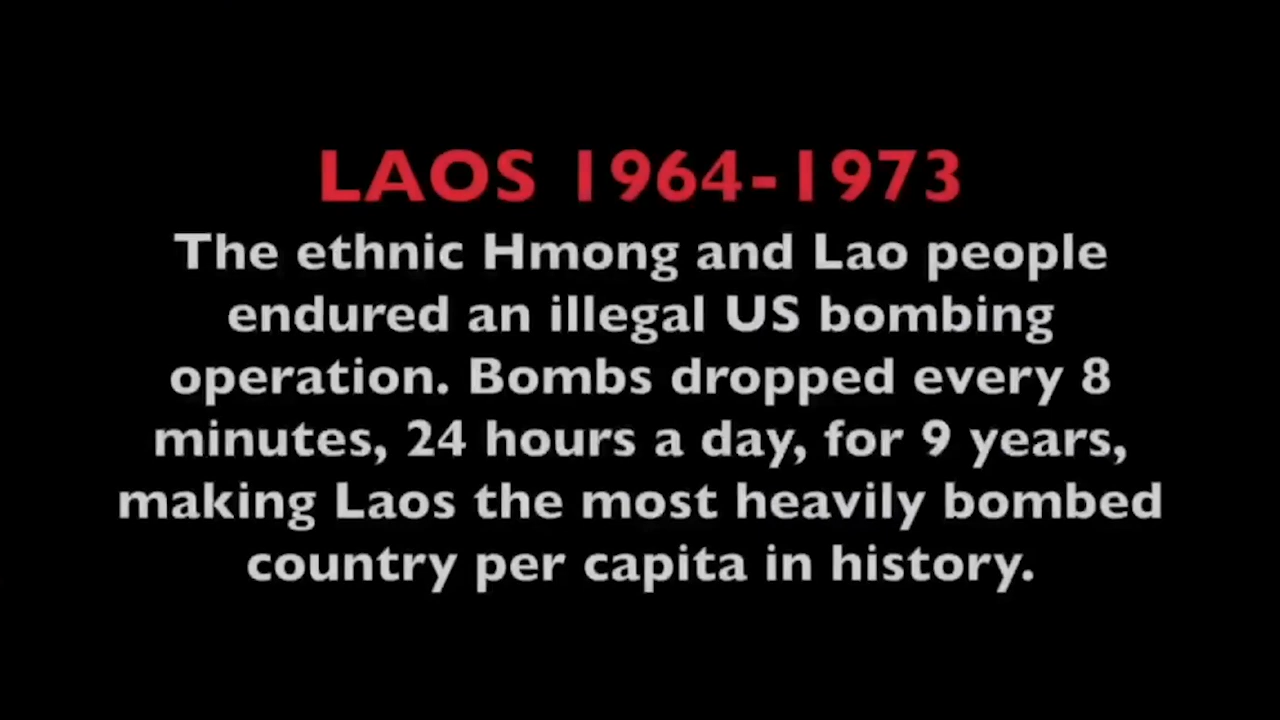 LAOS 1964-1973
The ethnic Hmong and Lao people
endured an illegal US bombing
operation. Bombs dropped every 8
minutes, 24 hours a day, for 9 years,
making Laos the most heavily bombed
country per capita in history.